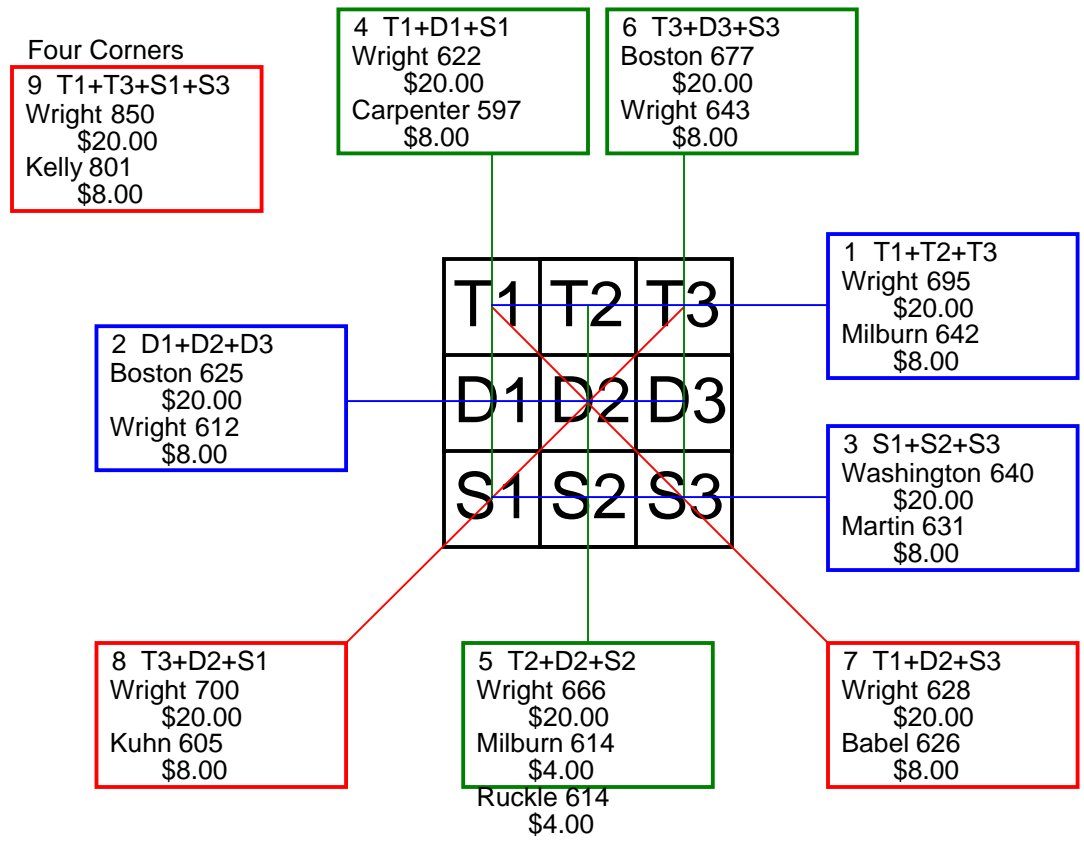 Four Corners
9 T1+T3+S1+S3
Wright 850
$20.00
Kelly 801
$8.00
4 T1+D1+S1
Wright 622
$20.00
Carpenter 597
$8.00
6 T3+D3+S3
Boston 677
$20.00
Wright 643
$8.00
1 T1+T2+T3
Wright 695
$20.00
Milburn 642
$8.00
2 D1+D2+D3
Boston 625
$20.00
Wright 612
$8.00
T1 T2 T3
D1 D2 D3
S1 S2 S3
3 S1+S2+S3
Washington 640
$20.00
Martin 631
$8.00
8 T3+D2+S1
Wright 700
$20.00
Kuhn 605
$8.00
5 T2+D2+S2
Wright 666
$20.00
Milburn 614
$4.00
Ruckle 614
$4.00
7 T1+D2+S3
Wright 628
$20.00
Babel 626
$8.00